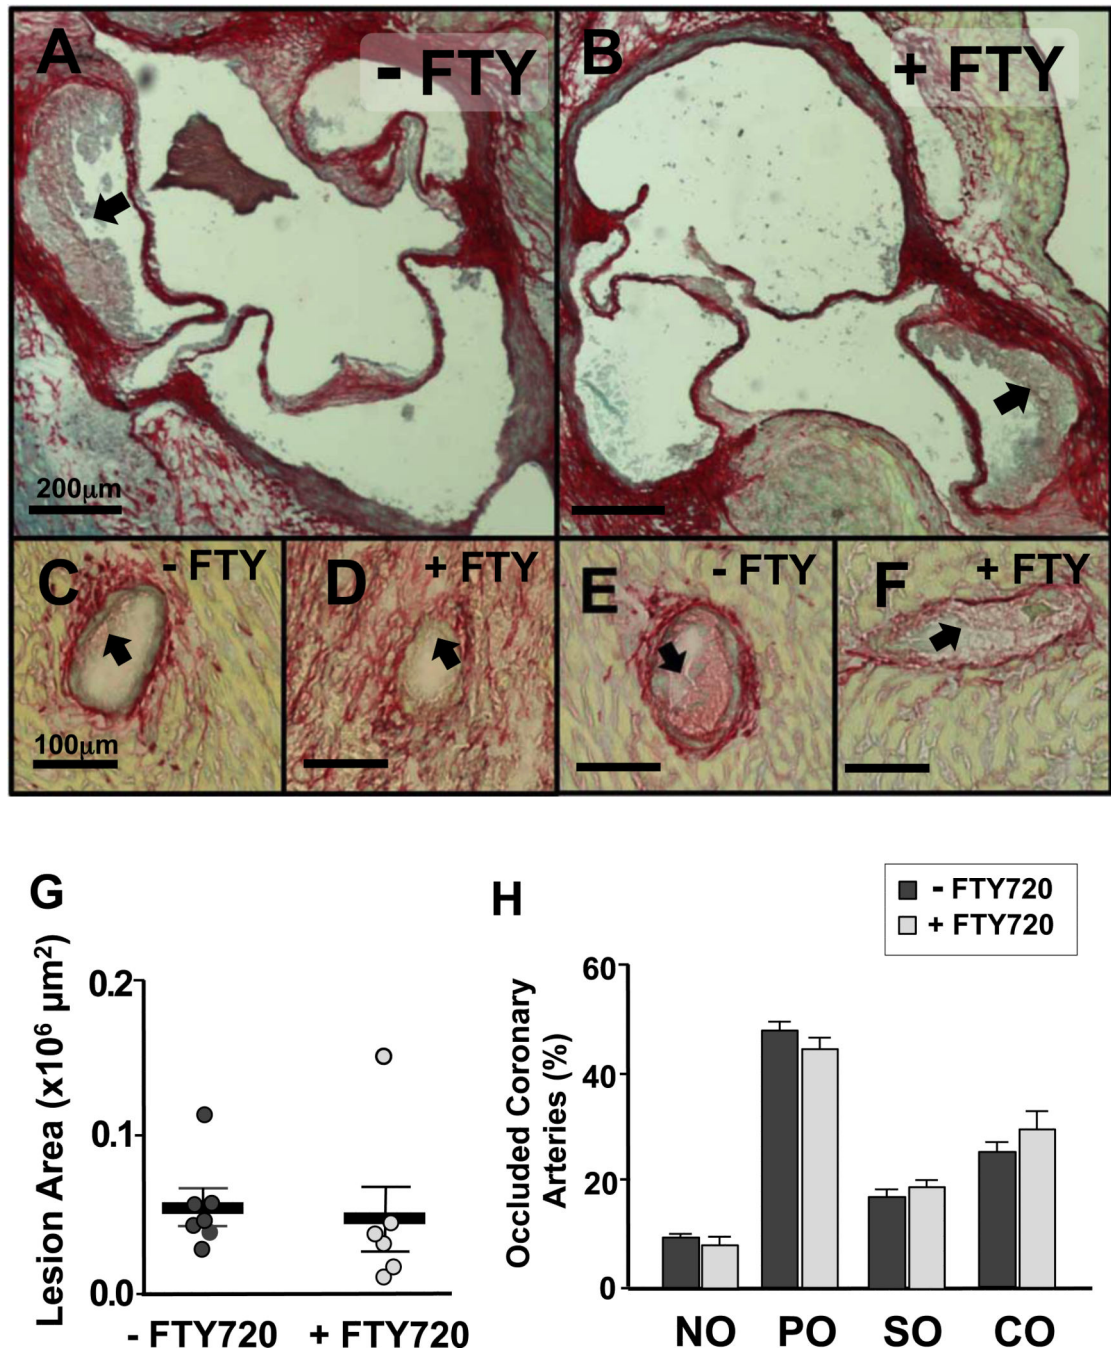 A
- FTY
B
+ FTY
200μm
C
- FTY
D
+ FTY
E
- FTY
F
+ FTY
100μm
G
Lesion Area (x10⁶ μm²)
0.2
0.1
0.0
- FTY720
+ FTY720
H
- FTY720
+ FTY720
Occluded Coronary
Arteries (%)
60
40
20
0
NO
PO
SO
CO